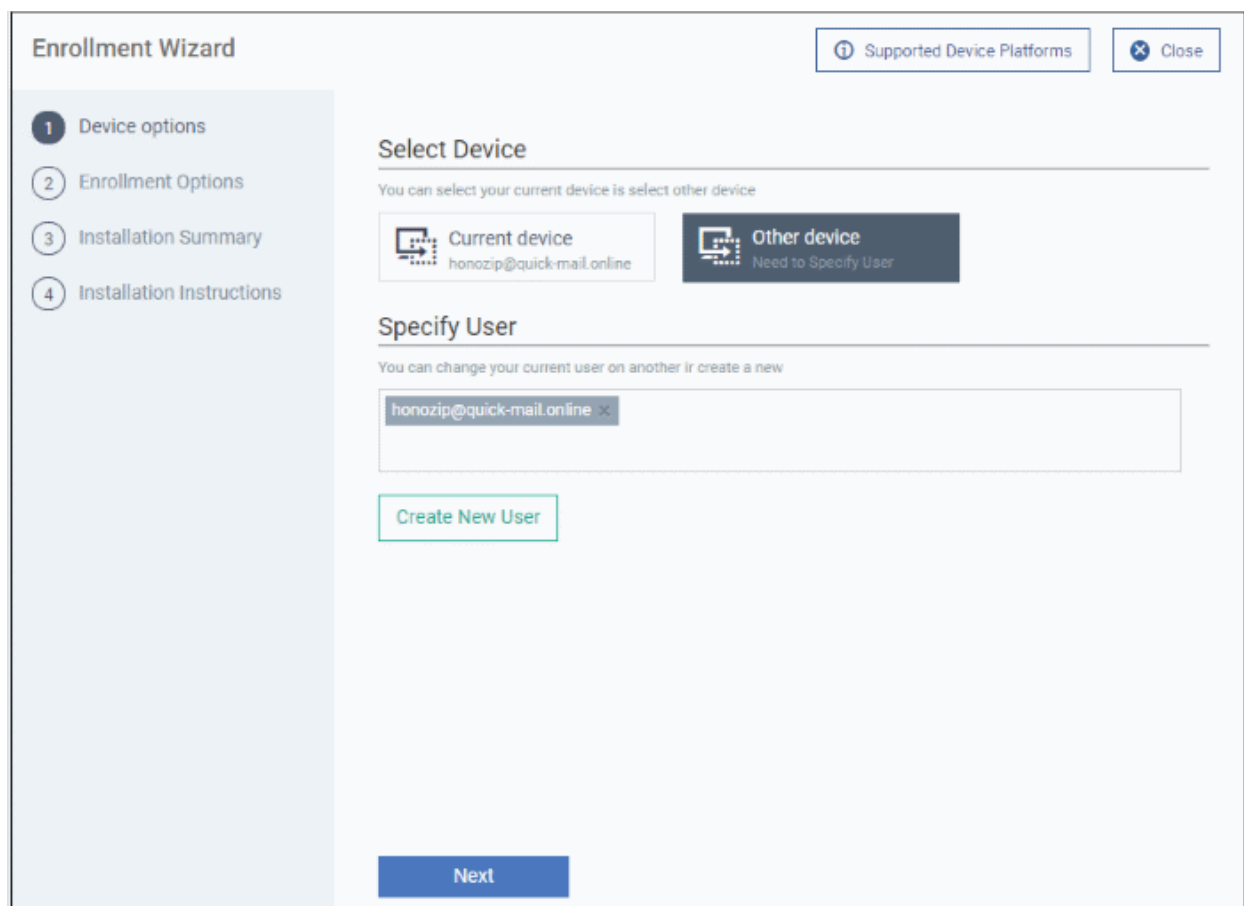 Enrollment Wizard
Supported Device Platforms
Close
1 Device options
2 Enrollment Options
3 Installation Summary
4 Installation Instructions
Select Device
You can select your current device is select other device
Current device
honozip@quick-mail.online
Other device
Need to Specify User
Specify User
You can change your current user on another ir create a new
honozip@quick-mail.online ×
Create New User
Next